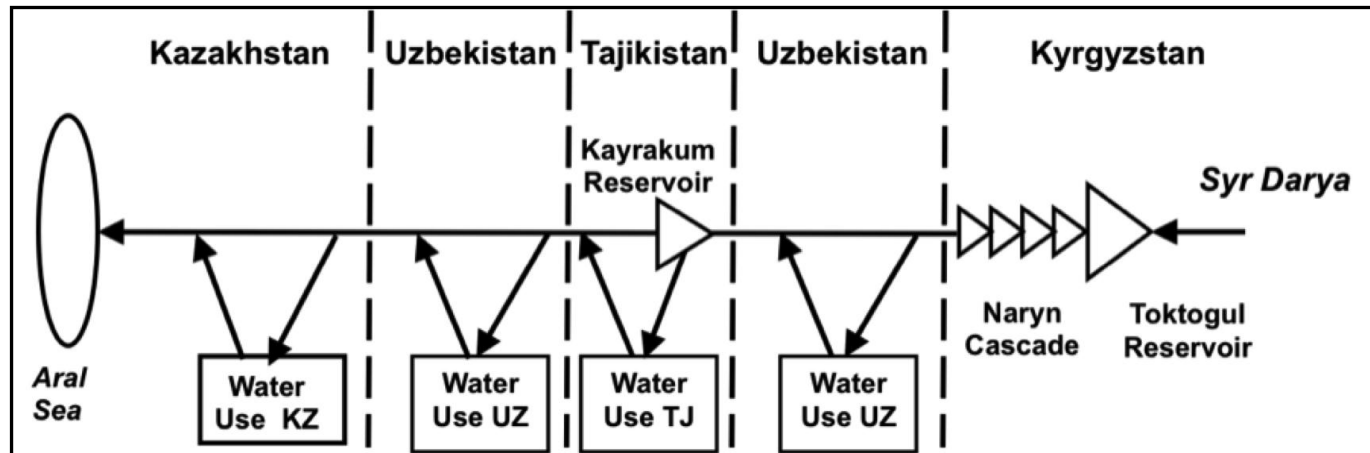 Kazakhstan
Uzbekistan
Tajikistan
Uzbekistan
Kyrgyzstan
Kayrakum
Reservoir
Syr Darya
Naryn
Cascade
Toktogul
Reservoir
Aral
Sea
Water
Use KZ
Water
Use UZ
Water
Use TJ
Water
Use UZ